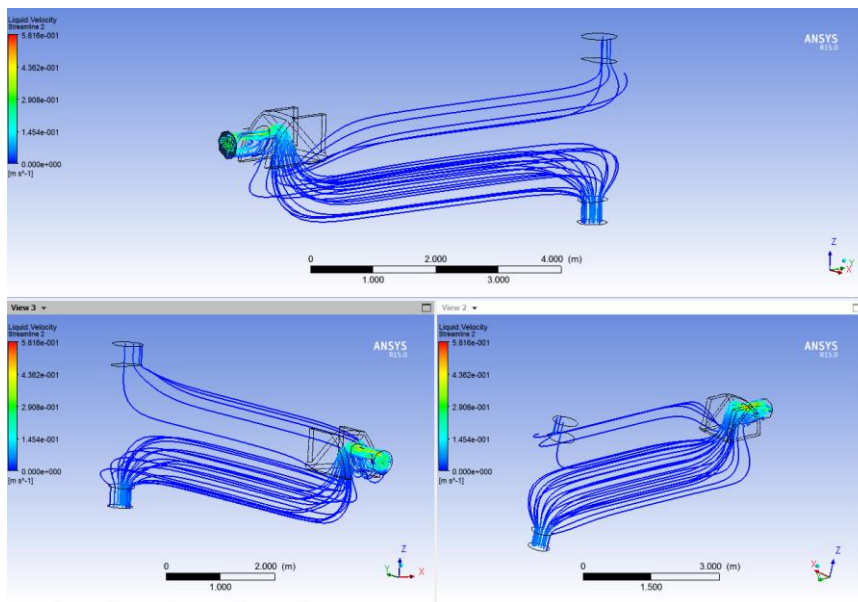 Liquid Velocity
Streamline 2
5.816e-001
4.362e-001
2.908e-001
1.454e-001
0.000e+000
[m s^-1]
ANSYS
R15.0
0 2.000 4.000 (m)
1.000 3.000
Z
Y
X
View 3
Liquid Velocity
Streamline 2
5.816e-001
4.362e-001
2.908e-001
1.454e-001
0.000e+000
[m s^-1]
ANSYS
R15.0
0 2.000 (m)
1.000
Z
Y
X
View 2
Liquid Velocity
Streamline 2
5.816e-001
4.362e-001
2.908e-001
1.454e-001
0.000e+000
[m s^-1]
ANSYS
R15.0
0 3.000 (m)
1.500
X
Z